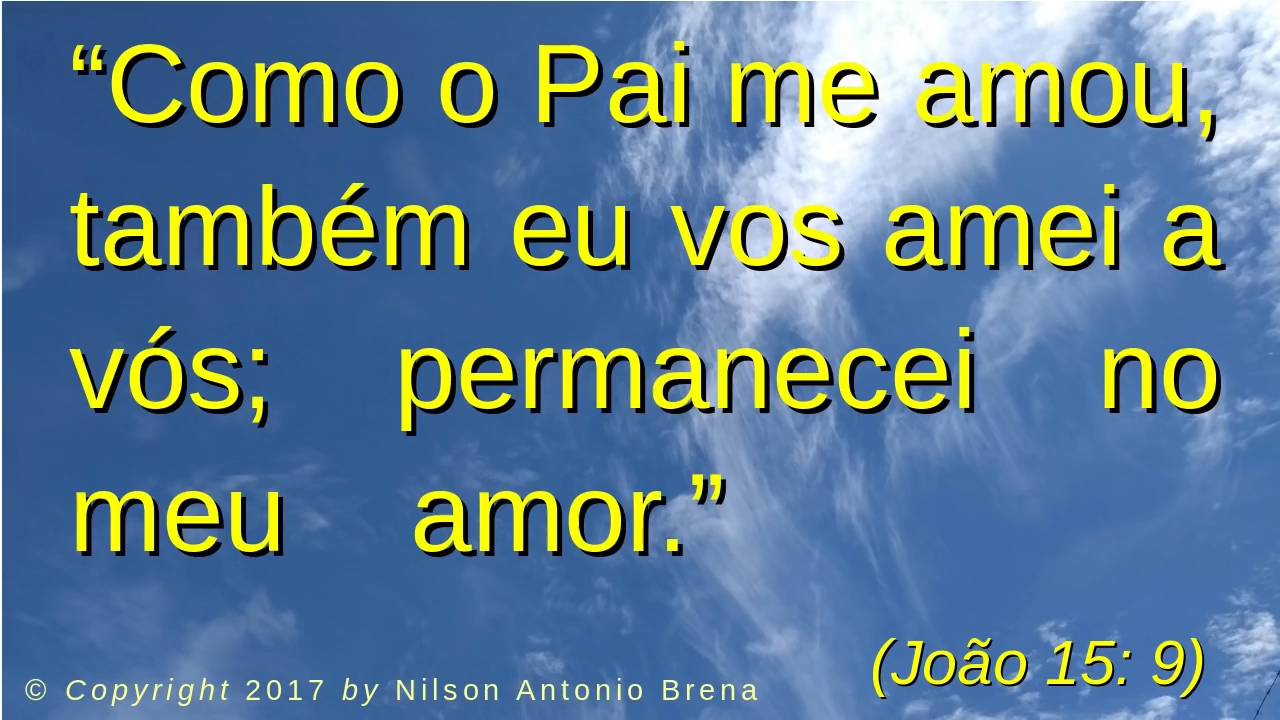 “Como o Pai me amou,
também eu vos amei a
vós; permanecei no
meu amor.”
(João 15: 9)
© Copyright 2017 by Nilson Antonio Brena